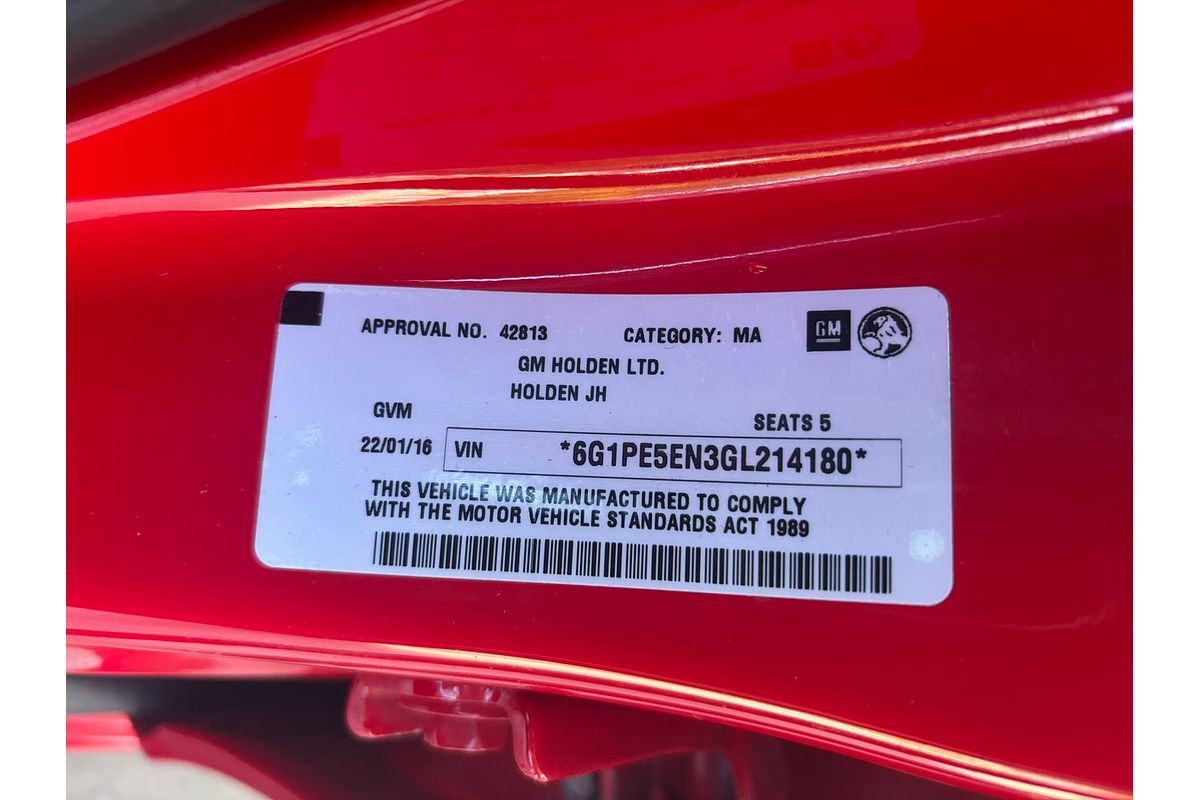 APPROVAL NO. 42813 CATEGORY: MA GM
GM HOLDEN LTD.
HOLDEN JH
GVM SEATS 5
22/01/16 VIN *6G1PE5EN3GL214180*
THIS VEHICLE WAS MANUFACTURED TO COMPLY
WITH THE MOTOR VEHICLE STANDARDS ACT 1989